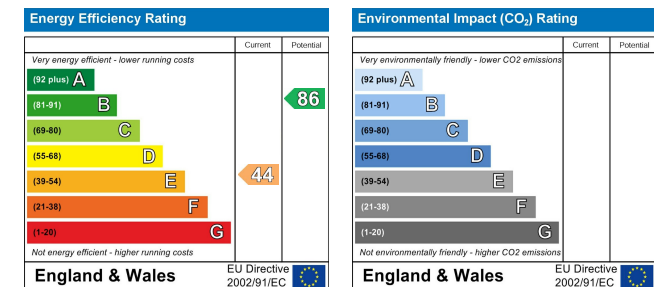 Energy Efficiency Rating
Current Potential
Very energy efficient - lower running costs
(92 plus) A
(81-91) B
86
(69-80) C
(55-68) D
(39-54) E
44
(21-38) F
(1-20) G
Not energy efficient - higher running costs
England & Wales
EU Directive
2002/91/EC
Environmental Impact (CO₂) Rating
Current Potential
Very environmentally friendly - lower CO2 emissions
(92 plus) A
(81-91) B
(69-80) C
(55-68) D
(39-54) E
(21-38) F
(1-20) G
Not environmentally friendly - higher CO2 emissions
England & Wales
EU Directive
2002/91/EC